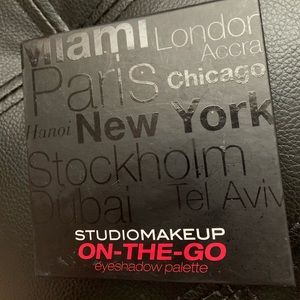 Miami London
Accra
Paris Chicago
Hanoi New York
Stockholm
Dubai Tel Aviv
STUDIOMAKEUP
ON-THE-GO
eyeshadow palette